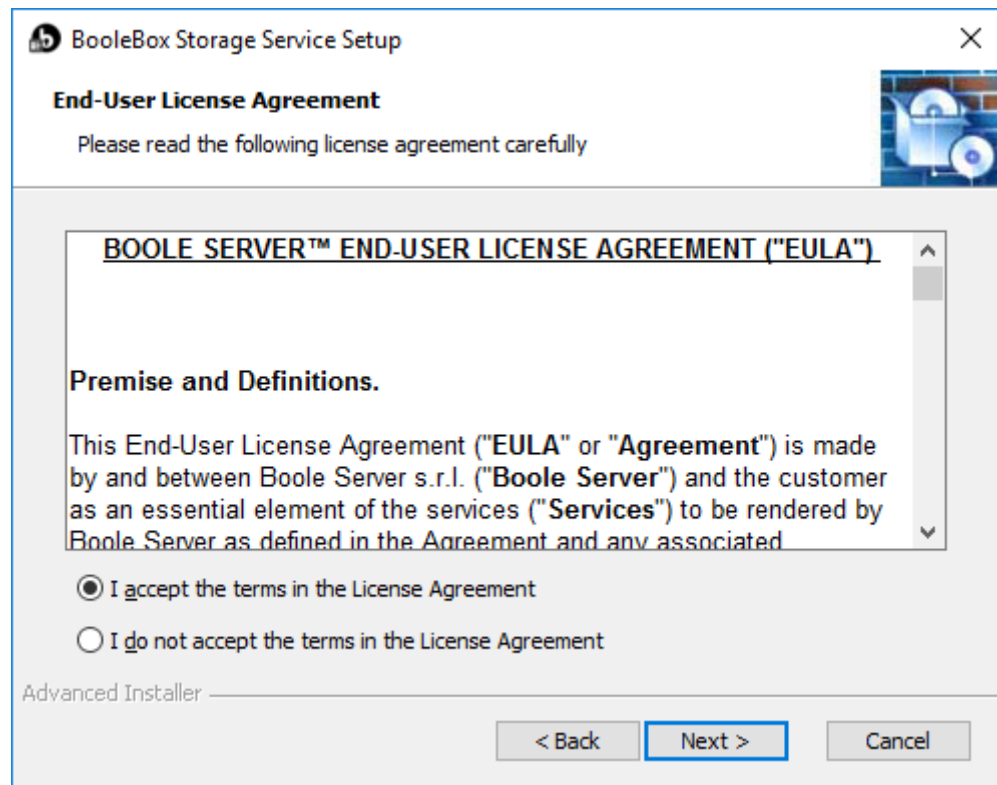 BooleBox Storage Service Setup
End-User License Agreement
Please read the following license agreement carefully
BOOLE SERVER™ END-USER LICENSE AGREEMENT ("EULA")
Premise and Definitions.
This End-User License Agreement ("EULA" or "Agreement") is made
by and between Boole Server s.r.l. ("Boole Server") and the customer
as an essential element of the services ("Services") to be rendered by
Boole Server as defined in the Agreement and any associated
I accept the terms in the License Agreement
I do not accept the terms in the License Agreement
Advanced Installer
< Back Next > Cancel